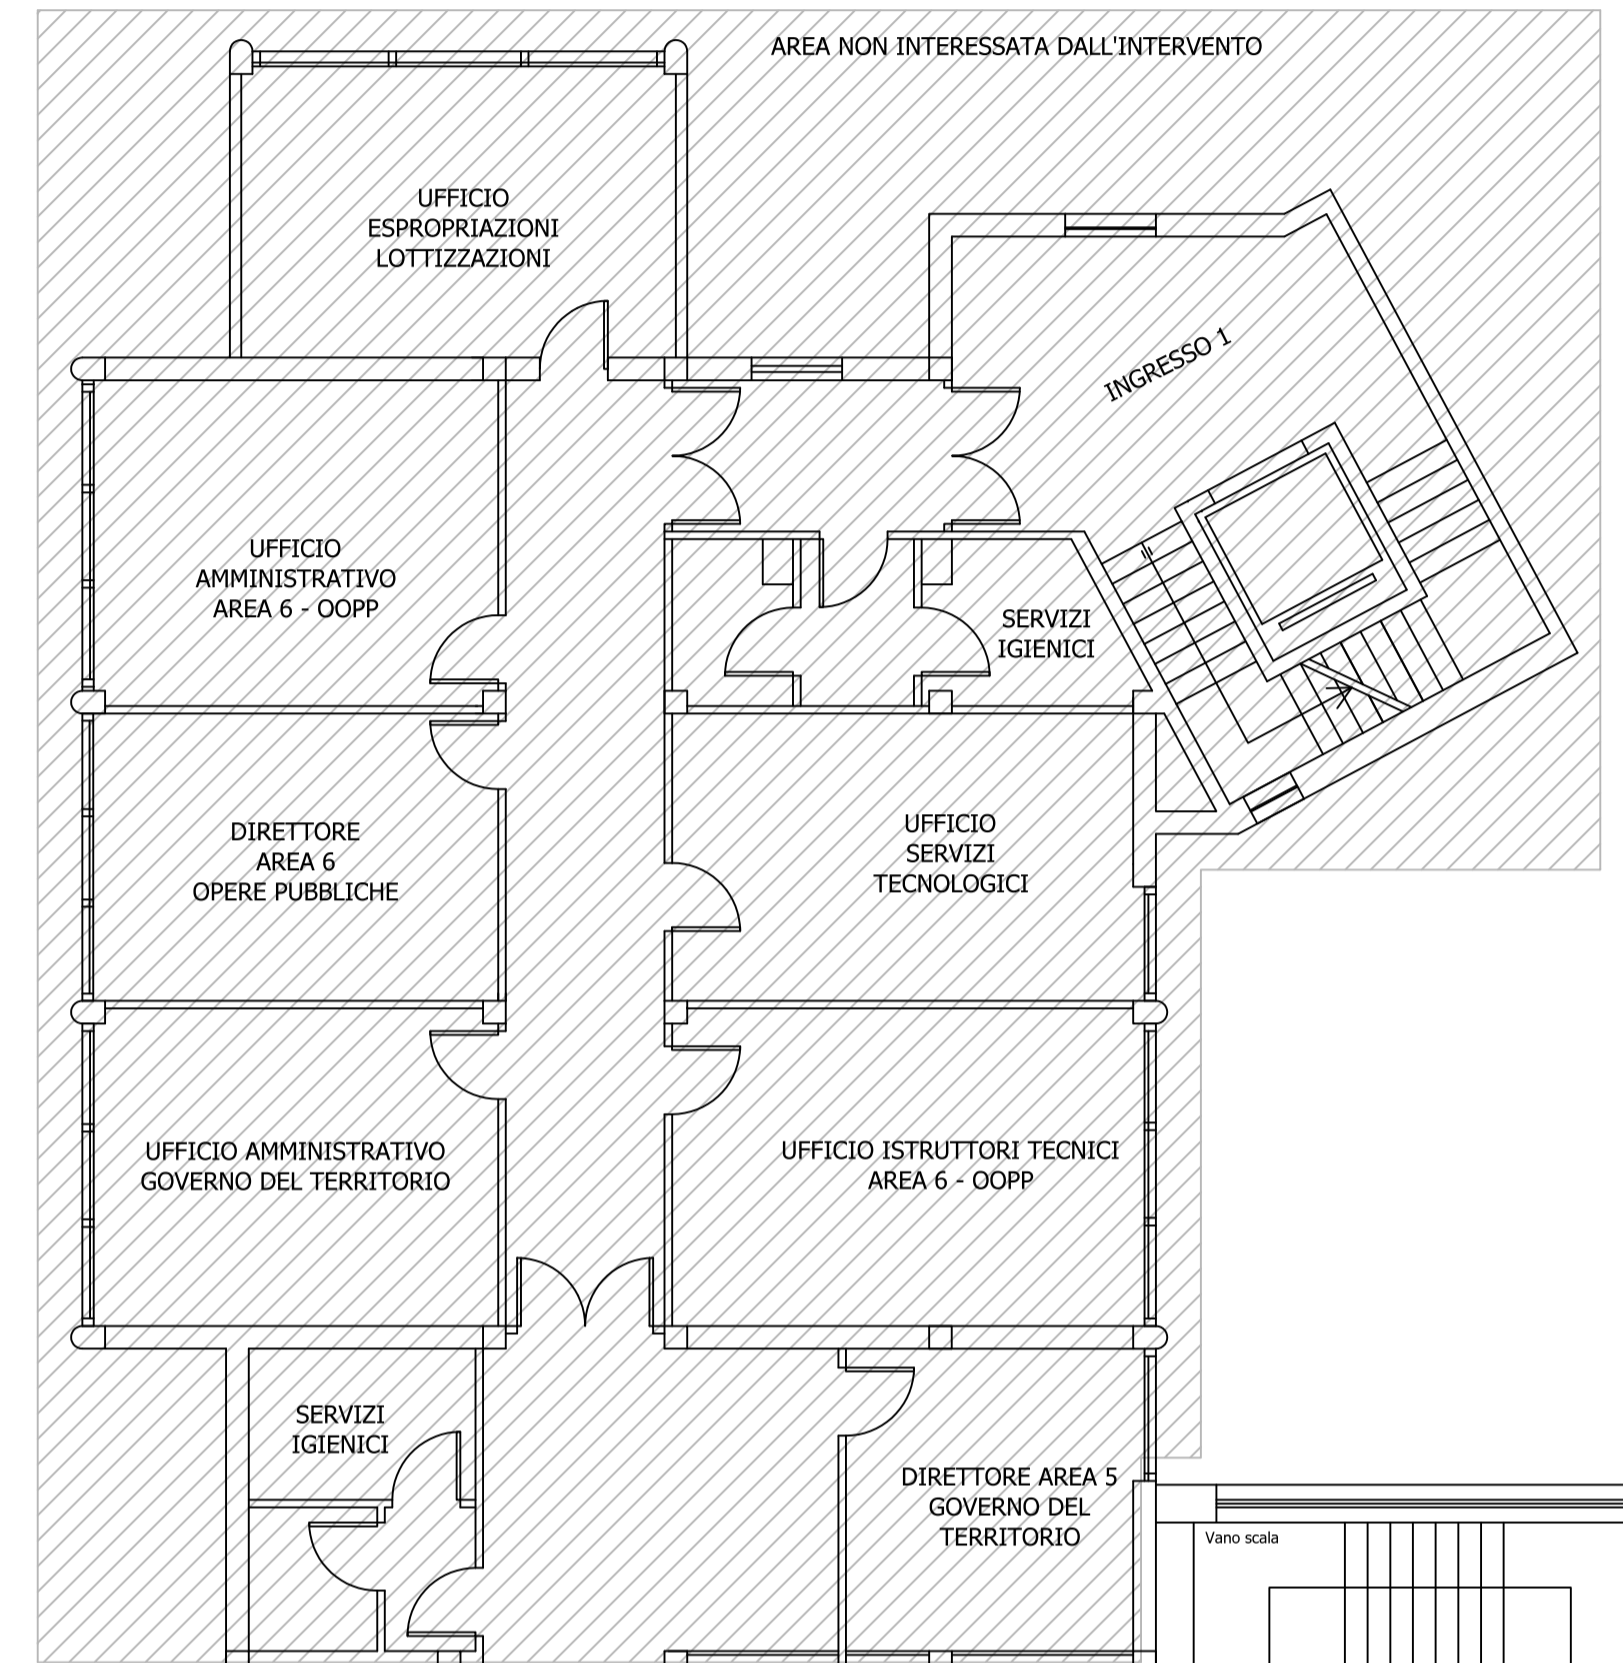 AREA NON INTERESSATA DALL'INTERVENTO
UFFICIO
ESPROPRIAZIONI
LOTTIZZAZIONI
INGRESSO 1
UFFICIO
AMMINISTRATIVO
AREA 6 - OOPP
SERVIZI
IGIENICI
DIRETTORE
AREA 6
OPERE PUBBLICHE
UFFICIO
SERVIZI
TECNOLOGICI
UFFICIO AMMINISTRATIVO
GOVERNO DEL TERRITORIO
UFFICIO ISTRUTTORI TECNICI
AREA 6 - OOPP
SERVIZI
IGIENICI
DIRETTORE AREA 5
GOVERNO DEL
TERRITORIO
Vano scala